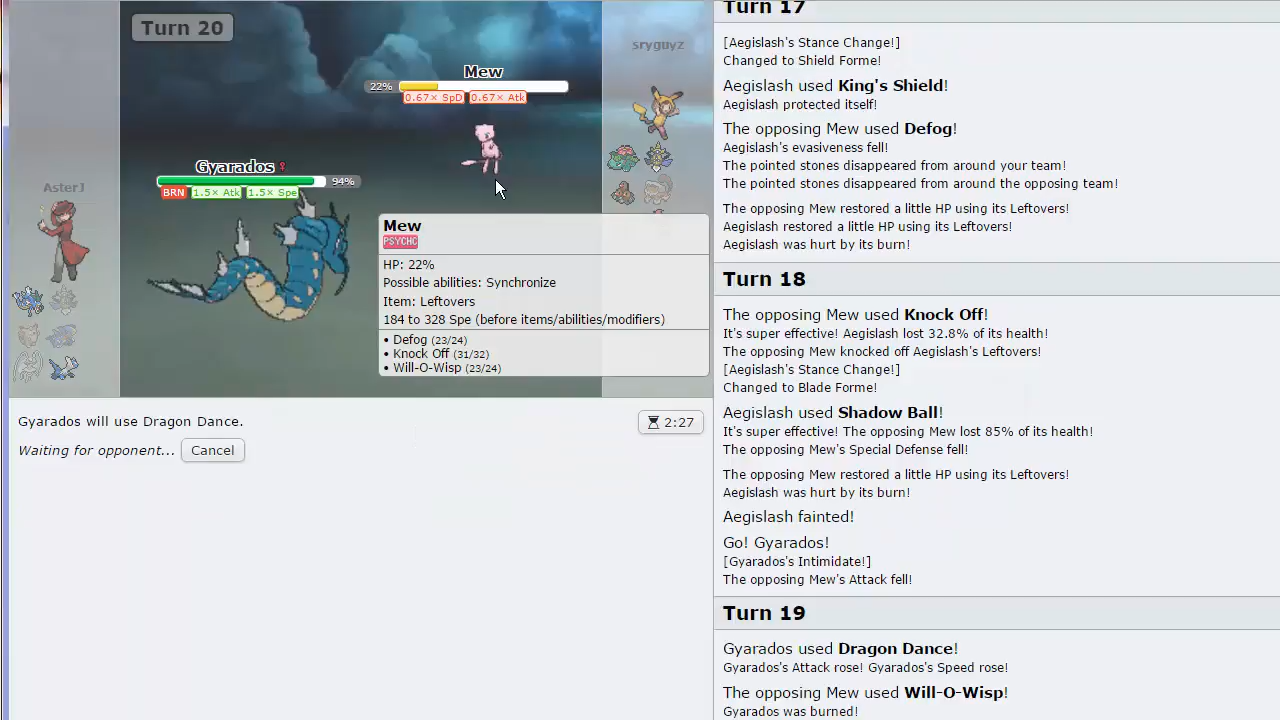 Turn 20
sryguyz
Mew
22%
0.67× SpD 0.67× Atk
Gyarados
94%
BRN 1.5× Atk 1.5× Spe
AsterJ
Mew
PSYCHC
HP: 22%
Possible abilities: Synchronize
Item: Leftovers
184 to 328 Spe (before items/abilities/modifiers)
• Defog (23/24)
• Knock Off (31/32)
• Will-O-Wisp (23/24)
Gyarados will use Dragon Dance.
2:27
Waiting for opponent... Cancel
Turn 17
[Aegislash's Stance Change!]
Changed to Shield Forme!
Aegislash used King's Shield!
Aegislash protected itself!
The opposing Mew used Defog!
Aegislash's evasiveness fell!
The pointed stones disappeared from around your team!
The pointed stones disappeared from around the opposing team!
The opposing Mew restored a little HP using its Leftovers!
Aegislash restored a little HP using its Leftovers!
Aegislash was hurt by its burn!
Turn 18
The opposing Mew used Knock Off!
It's super effective! Aegislash lost 32.8% of its health!
The opposing Mew knocked off Aegislash's Leftovers!
[Aegislash's Stance Change!]
Changed to Blade Forme!
Aegislash used Shadow Ball!
It's super effective! The opposing Mew lost 85% of its health!
The opposing Mew's Special Defense fell!
The opposing Mew restored a little HP using its Leftovers!
Aegislash was hurt by its burn!
Aegislash fainted!
Go! Gyarados!
[Gyarados's Intimidate!]
The opposing Mew's Attack fell!
Turn 19
Gyarados used Dragon Dance!
Gyarados's Attack rose! Gyarados's Speed rose!
The opposing Mew used Will-O-Wisp!
Gyarados was burned!